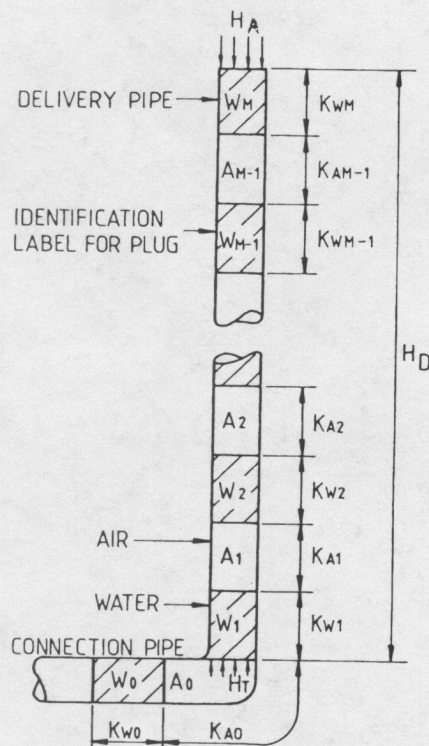 HA
DELIVERY PIPE
WM
KWM
AM-1
KAM-1
IDENTIFICATION
LABEL FOR PLUG
WM-1
KWM-1
HD
A2
KA2
W2
KW2
AIR
A1
KA1
WATER
W1
KW1
CONNECTION PIPE
W0
A0
HT
KW0
KA0